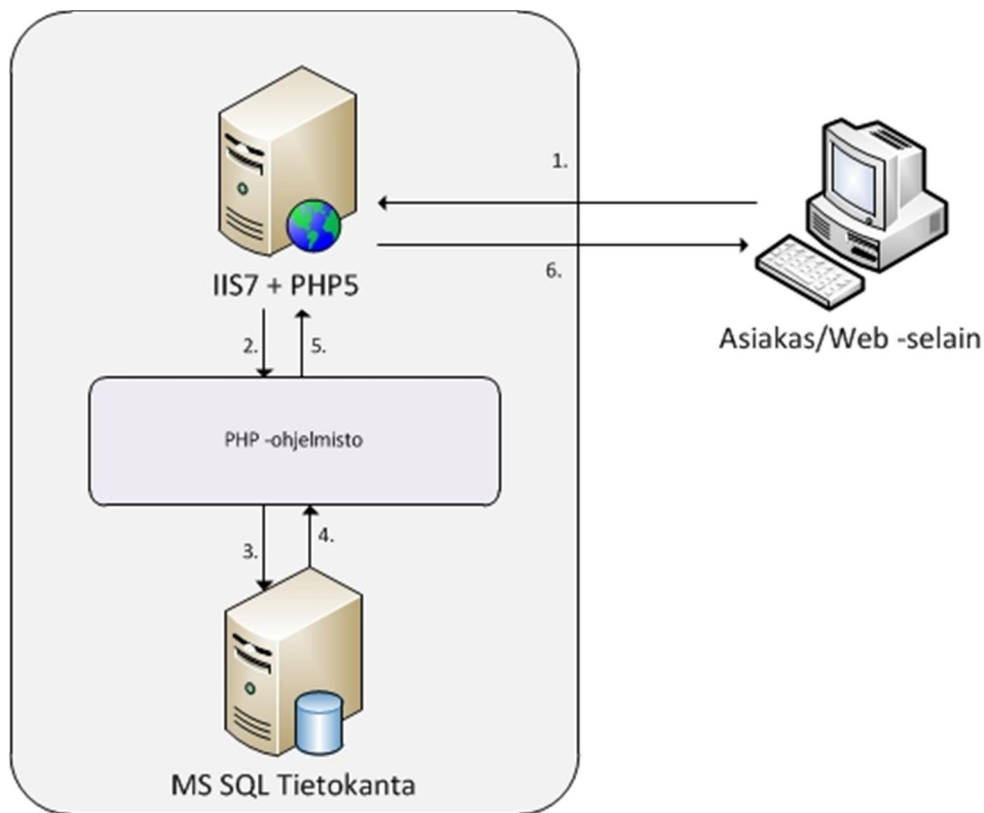 1.
6.
IIS7 + PHP5
Asiakas/Web -selain
2.
5.
PHP -ohjelmisto
3.
4.
MS SQL Tietokanta